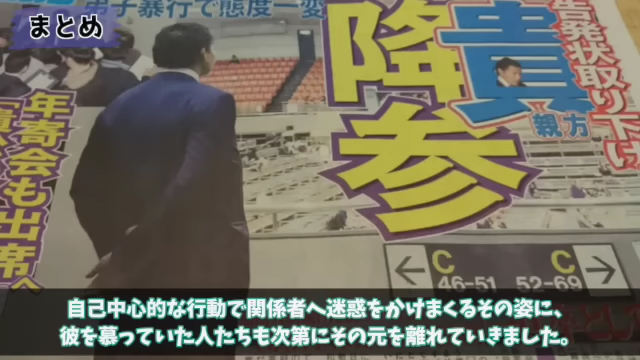 まとめ
弟子暴行で態度一変
告発状取り下げ
貴
親方
降参
年寄会も出席へ
C
46-51
C
52-69
自己中心的な行動で関係者へ迷惑をかけまくるその姿に、
彼を慕っていた人たちも次第にその元を離れていきました。